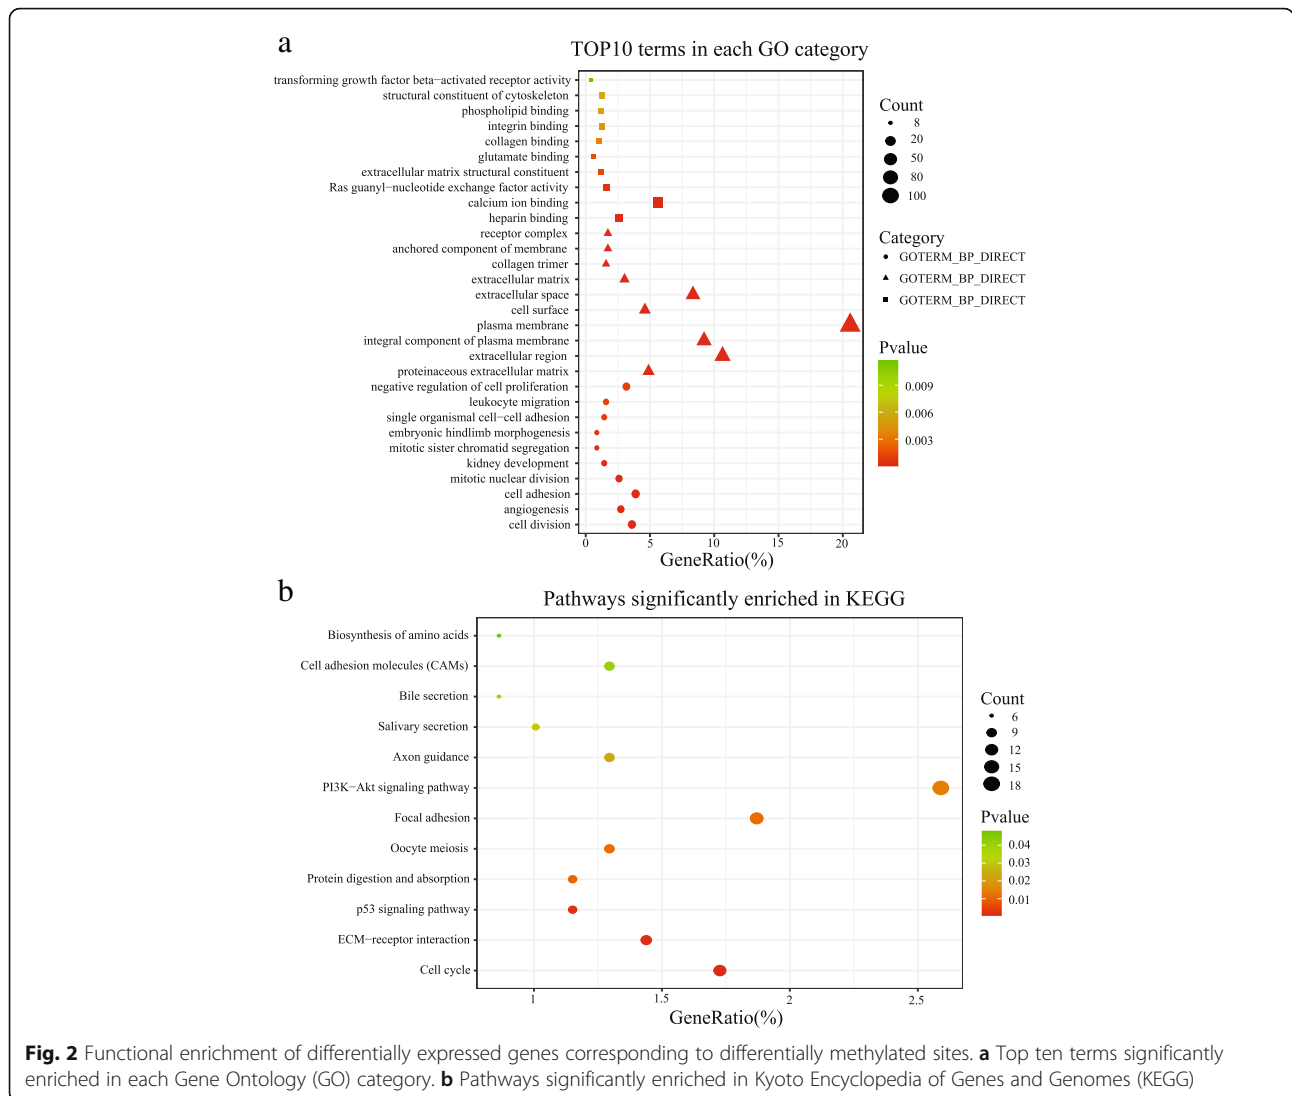 a
TOP10 terms in each GO category
transforming growth factor beta−activated receptor activity
structural constituent of cytoskeleton
phospholipid binding
integrin binding
collagen binding
glutamate binding
extracellular matrix structural constituent
Ras guanyl−nucleotide exchange factor activity
calcium ion binding
heparin binding
receptor complex
anchored component of membrane
collagen trimer
extracellular matrix
extracellular space
cell surface
plasma membrane
integral component of plasma membrane
extracellular region
proteinaceous extracellular matrix
negative regulation of cell proliferation
leukocyte migration
single organismal cell−cell adhesion
embryonic hindlimb morphogenesis
mitotic sister chromatid segregation
kidney development
mitotic nuclear division
cell adhesion
angiogenesis
cell division
0 5 10 15 20
GeneRatio(%)
Count
8
20
50
80
100
Category
GOTERM_BP_DIRECT
GOTERM_BP_DIRECT
GOTERM_BP_DIRECT
Pvalue
0.009
0.006
0.003
b
Pathways significantly enriched in KEGG
Biosynthesis of amino acids
Cell adhesion molecules (CAMs)
Bile secretion
Salivary secretion
Axon guidance
PI3K−Akt signaling pathway
Focal adhesion
Oocyte meiosis
Protein digestion and absorption
p53 signaling pathway
ECM−receptor interaction
Cell cycle
1 1.5 2 2.5
GeneRatio(%)
Count
6
9
12
15
18
Pvalue
0.04
0.03
0.02
0.01
Fig. 2 Functional enrichment of differentially expressed genes corresponding to differentially methylated sites. a Top ten terms significantly
enriched in each Gene Ontology (GO) category. b Pathways significantly enriched in Kyoto Encyclopedia of Genes and Genomes (KEGG)